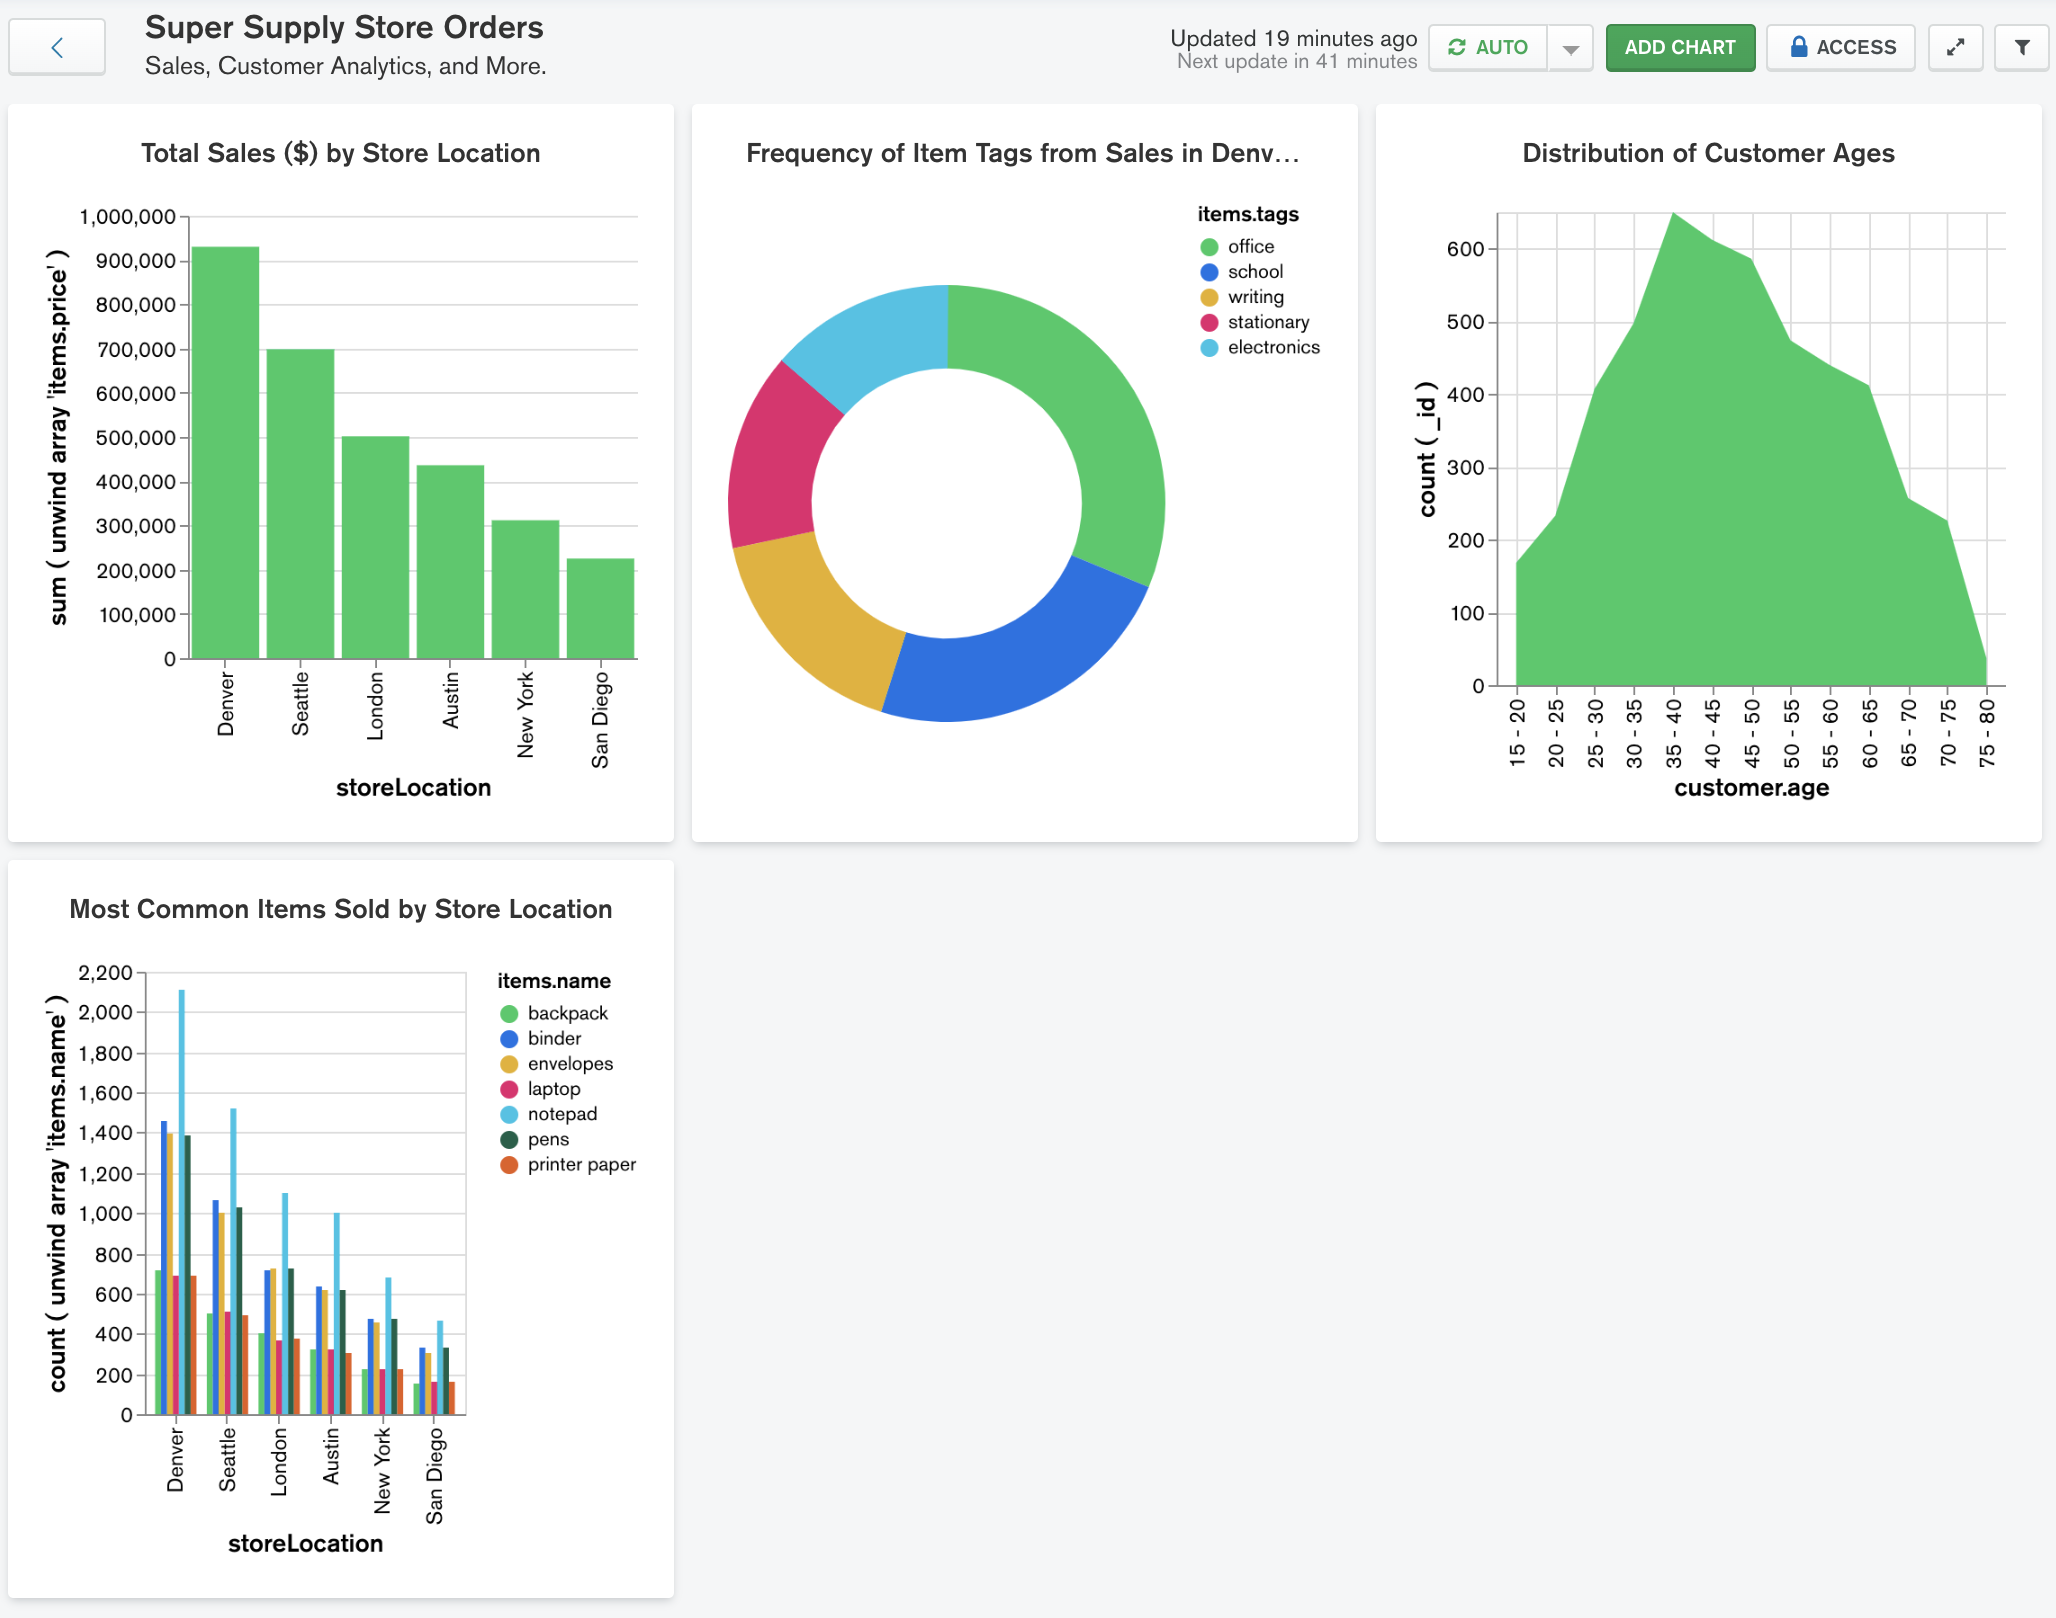 Super Supply Store Orders
Sales, Customer Analytics, and More.
Updated 19 minutes ago
Next update in 41 minutes
AUTO
ADD CHART
ACCESS
Total Sales ($) by Store Location
sum ( unwind array 'items.price' )
1,000,000
900,000
800,000
700,000
600,000
500,000
400,000
300,000
200,000
100,000
0
Denver
Seattle
London
Austin
New York
San Diego
storeLocation
Frequency of Item Tags from Sales in Denv...
items.tags
office
school
writing
stationary
electronics
Distribution of Customer Ages
count ( _id )
600
500
400
300
200
100
0
15 - 20
20 - 25
25 - 30
30 - 35
35 - 40
40 - 45
45 - 50
50 - 55
55 - 60
60 - 65
65 - 70
70 - 75
75 - 80
customer.age
Most Common Items Sold by Store Location
count ( unwind array 'items.name' )
2,200
2,000
1,800
1,600
1,400
1,200
1,000
800
600
400
200
0
Denver
Seattle
London
Austin
New York
San Diego
storeLocation
items.name
backpack
binder
envelopes
laptop
notepad
pens
printer paper